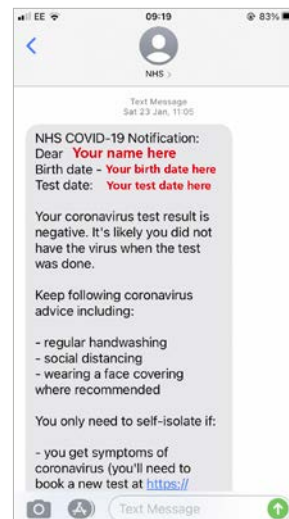 EE 09:19 83%
NHS >
Text Message
Sat 23 Jan, 11:05
NHS COVID-19 Notification:
Dear Your name here
Birth date - Your birth date here
Test date: Your test date here
Your coronavirus test result is
negative. It's likely you did not
have the virus when the test
was done.
Keep following coronavirus
advice including:
- regular handwashing
- social distancing
- wearing a face covering
where recommended
You only need to self-isolate if:
- you get symptoms of
coronavirus (you'll need to
book a new test at https://
Text Message